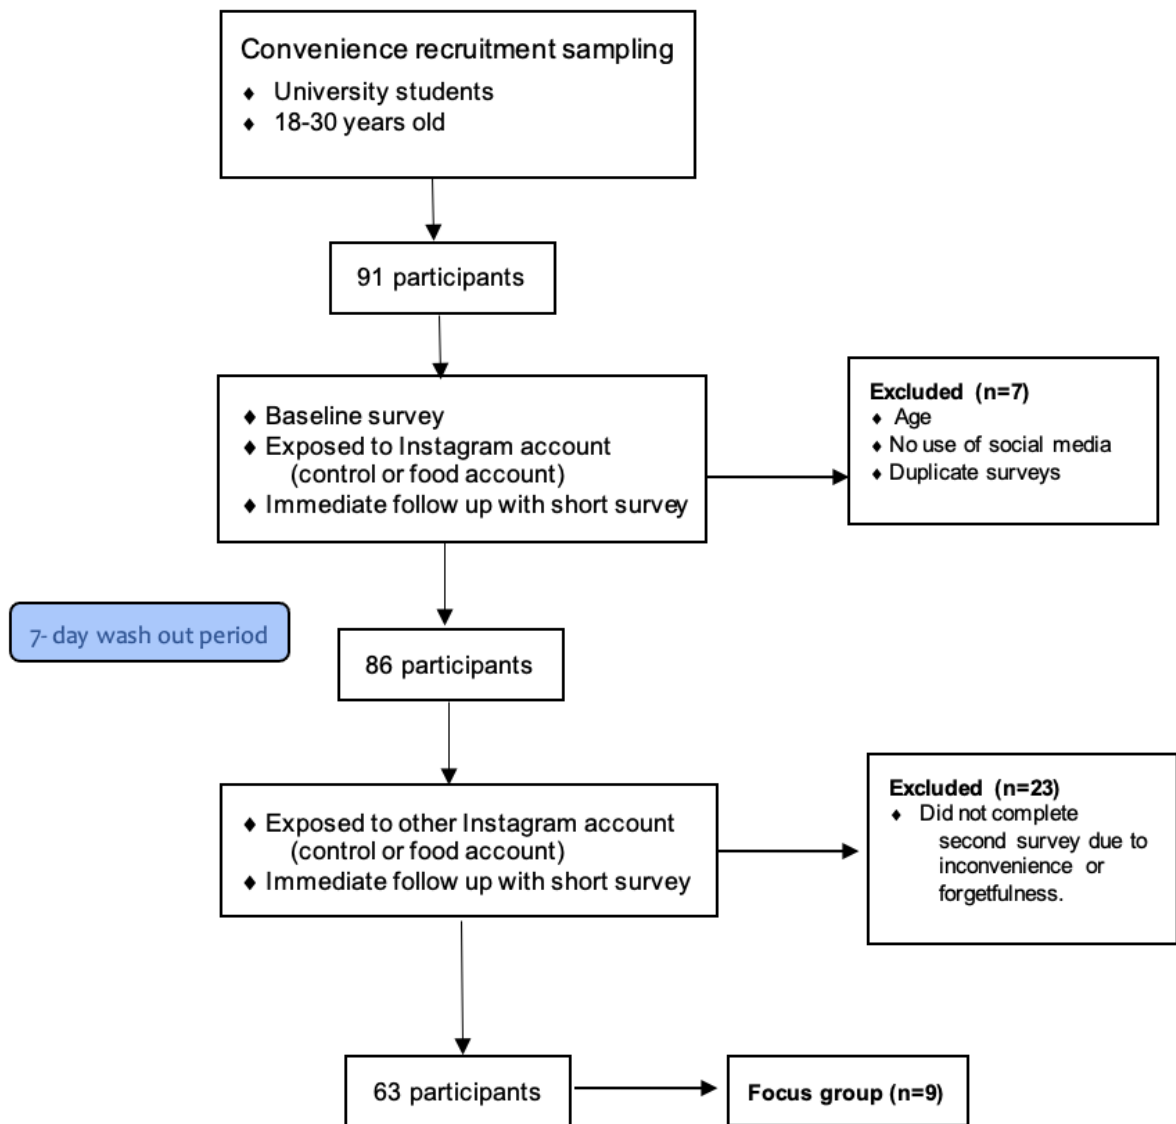 Convenience recruitment sampling
♦ University students
♦ 18-30 years old
91 participants
♦ Baseline survey
♦ Exposed to Instagram account
(control or food account)
♦ Immediate follow up with short survey
Excluded (n=7)
♦ Age
♦ No use of social media
♦ Duplicate surveys
7- day wash out period
86 participants
♦ Exposed to other Instagram account
(control or food account)
♦ Immediate follow up with short survey
Excluded (n=23)
♦ Did not complete
second survey due to
inconvenience or
forgetfulness.
63 participants
Focus group (n=9)